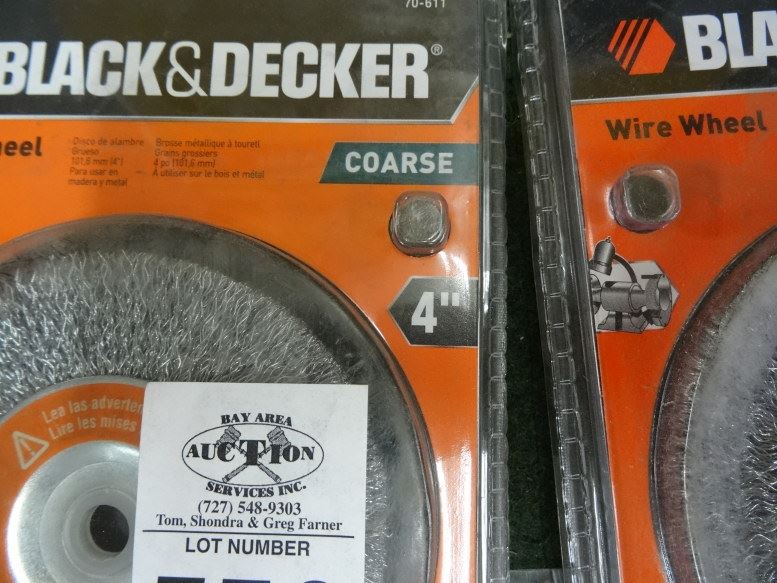 70-611
BLACK&DECKER®
eel
Disco de alambre
Grueso
101,6 mm (4")
Para usar en
madera y metal
Brosse métallique à touretl
Grains grossiers
4 po (101,6 mm)
À utiliser sur le bois et métal
COARSE
4"
Lea las adverten
Lire les mises
BAY AREA
AUCTION
SERVICES INC.
(727) 548-9303
Tom, Shondra & Greg Farner
LOT NUMBER
BLA
Wire Wheel